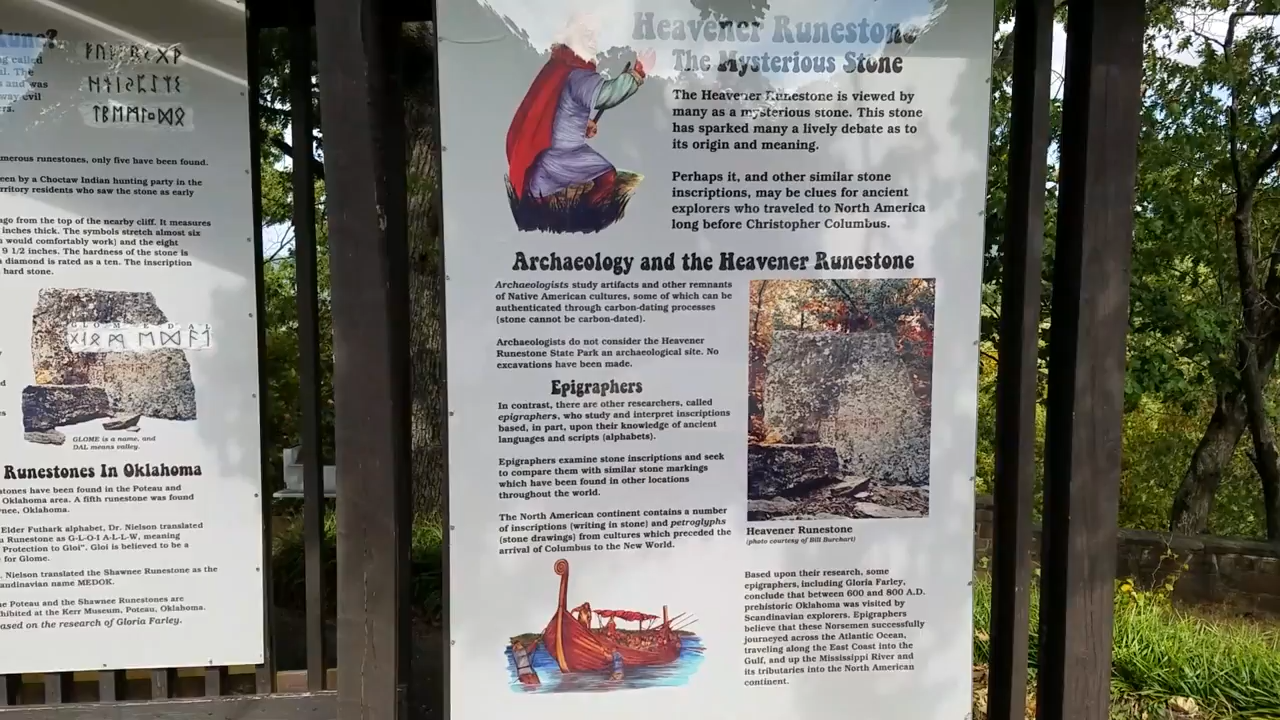 ᚠᚢᚦᚨᚱᚲᚷᚹ
ᚺᚾᛁᛃᛈᛇᛉᛊ
ᛏᛒᛖᛗᛚᛜᛞᛟ
merous runestones, only five have been found.
een by a Choctaw Indian hunting party in the
rritory residents who saw the stone as early
ago from the top of the nearby cliff. It measures
inches thick. The symbols stretch almost six
would comfortably work) and the eight
9 1/2 inches. The hardness of the stone is
diamond is rated as a ten. The inscription
hard stone.
GLOME is a name, and
DAL means valley.
Runestones In Oklahoma
stones have been found in the Poteau and
Oklahoma area. A fifth runestone was found
nee, Oklahoma.
Elder Futhark alphabet, Dr. Nielson translated
Runestone as G-L-O-I A-L-L-W, meaning
Protection to Gloi". Gloi is believed to be a
for Glome.
. Nielson translated the Shawnee Runestone as the
andinavian name MEDOK.
he Poteau and the Shawnee Runestones are
hibited at the Kerr Museum, Poteau, Oklahoma.
ased on the research of Gloria Farley.
Heavener Runestone
The Mysterious Stone
The Heavener Runestone is viewed by
many as a mysterious stone. This stone
has sparked many a lively debate as to
its origin and meaning.
Perhaps it, and other similar stone
inscriptions, may be clues for ancient
explorers who traveled to North America
long before Christopher Columbus.
Archaeology and the Heavener Runestone
Archaeologists study artifacts and other remnants
of Native American cultures, some of which can be
authenticated through carbon-dating processes
(stone cannot be carbon-dated).
Archaeologists do not consider the Heavener
Runestone State Park an archaeological site. No
excavations have been made.
Epigraphers
In contrast, there are other researchers, called
epigraphers, who study and interpret inscriptions
based, in part, upon their knowledge of ancient
languages and scripts (alphabets).
Epigraphers examine stone inscriptions and seek
to compare them with similar stone markings
which have been found in other locations
throughout the world.
The North American continent contains a number
of inscriptions (writing in stone) and petroglyphs
(stone drawings) from cultures which preceded the
arrival of Columbus to the New World.
Heavener Runestone
(photo courtesy of Bill Burchart)
Based upon their research, some
epigraphers, including Gloria Farley,
conclude that between 600 and 800 A.D.
prehistoric Oklahoma was visited by
Scandinavian explorers. Epigraphers
believe that these Norsemen successfully
journeyed across the Atlantic Ocean,
traveling along the East Coast into the
Gulf, and up the Mississippi River and
its tributaries into the North American
continent.